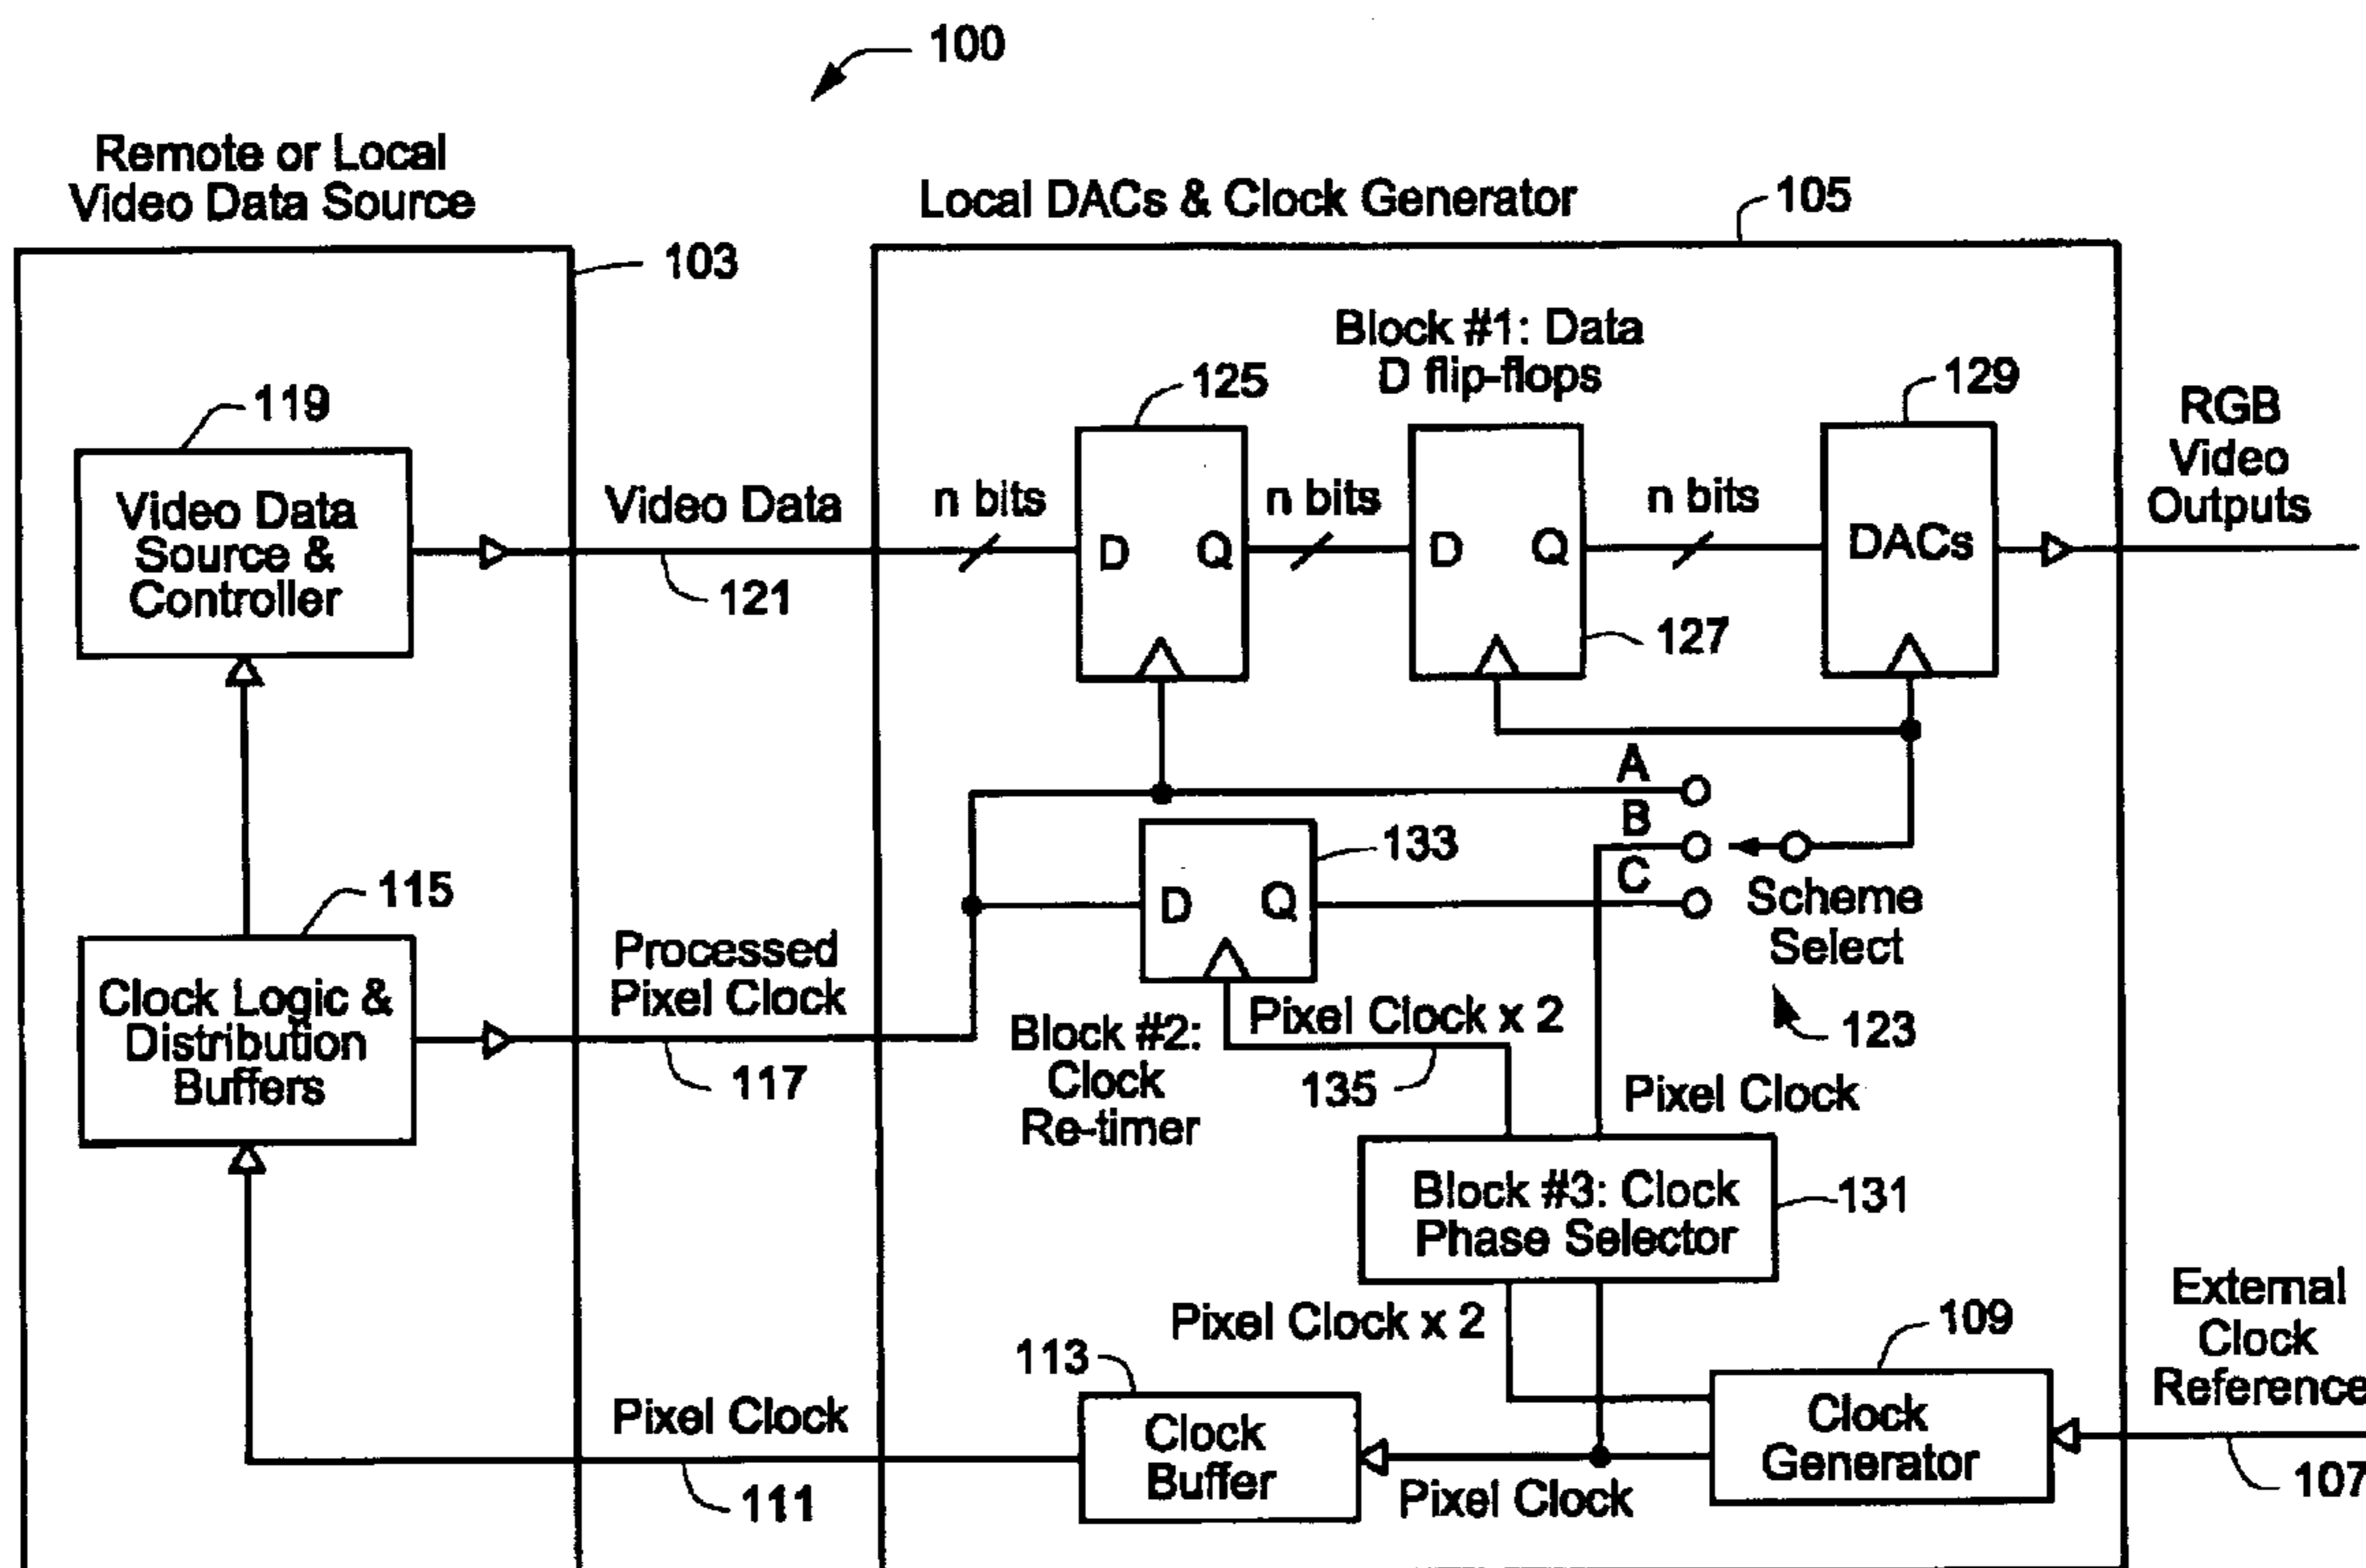 100
Remote or Local
Video Data Source
103
Local DACs & Clock Generator
105
119
Video Data
Source &
Controller
Video Data
121
n bits
125
D Q
n bits
Block #1: Data
D flip-flops
D Q
127
n bits
129
DACs
RGB
Video
Outputs
A
B
C
Scheme
Select
123
133
D Q
115
Clock Logic &
Distribution
Buffers
Processed
Pixel Clock
117
Block #2:
Clock
Re-timer
Pixel Clock x 2
135
Pixel Clock
Block #3: Clock
Phase Selector
131
Pixel Clock x 2
113
Clock
Buffer
Pixel Clock
111
Pixel Clock
109
Clock
Generator
External
Clock
Reference
107